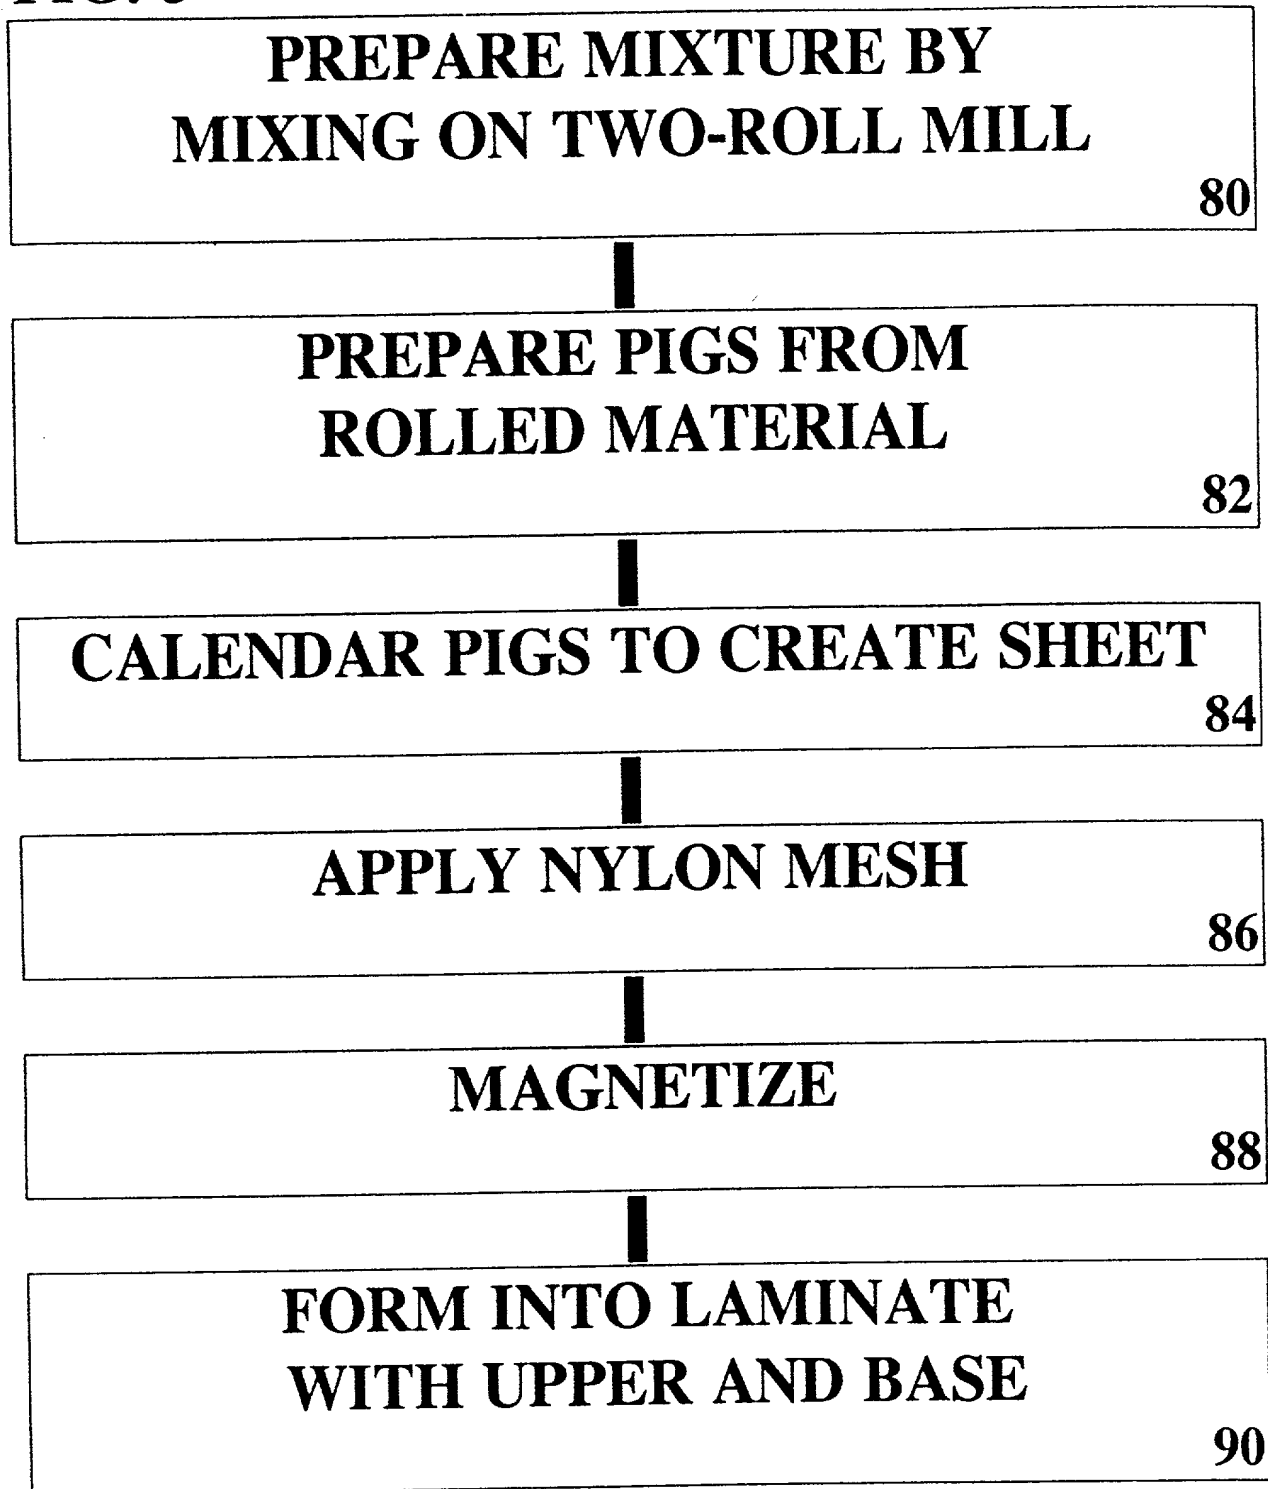 PREPARE MIXTURE BY
MIXING ON TWO-ROLL MILL
80
PREPARE PIGS FROM
ROLLED MATERIAL
82
CALENDAR PIGS TO CREATE SHEET
84
APPLY NYLON MESH
86
MAGNETIZE
88
FORM INTO LAMINATE
WITH UPPER AND BASE
90